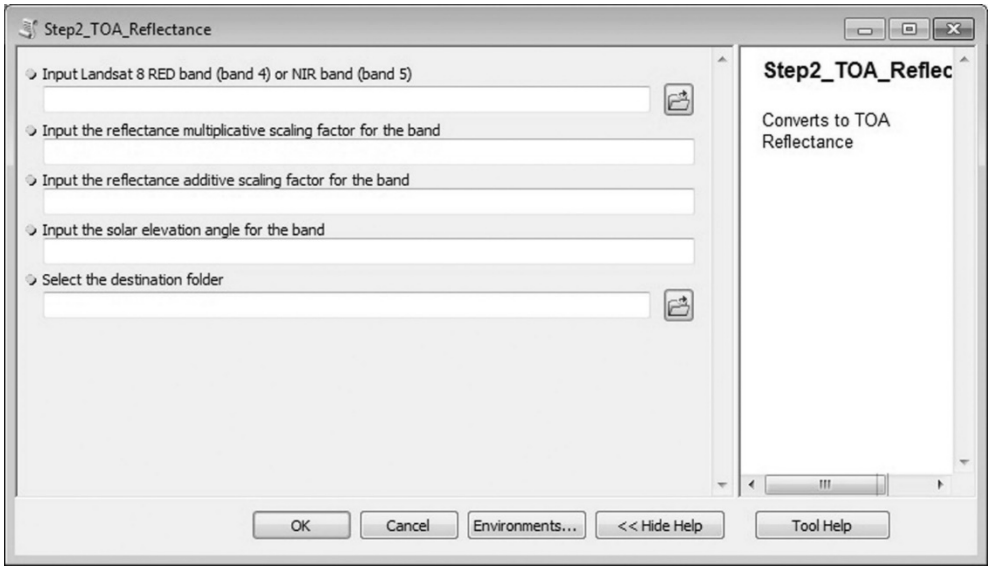 Step2_TOA_Reflectance
Input Landsat 8 RED band (band 4) or NIR band (band 5)
Input the reflectance multiplicative scaling factor for the band
Input the reflectance additive scaling factor for the band
Input the solar elevation angle for the band
Select the destination folder
Step2_TOA_Reflec
Converts to TOA
Reflectance
OK
Cancel
Environments...
<< Hide Help
Tool Help